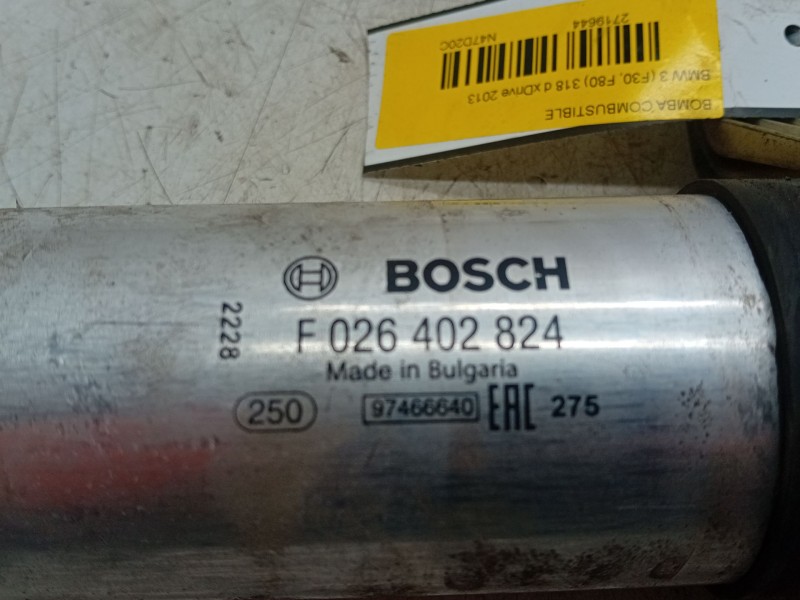 BOMBA COMBUSTIBLE
BMW 3 (F30, F80) 318 d xDrive 2013
2719644
N47D20C
BOSCH
2228
F 026 402 824
Made in Bulgaria
250
97466640
EAC
275